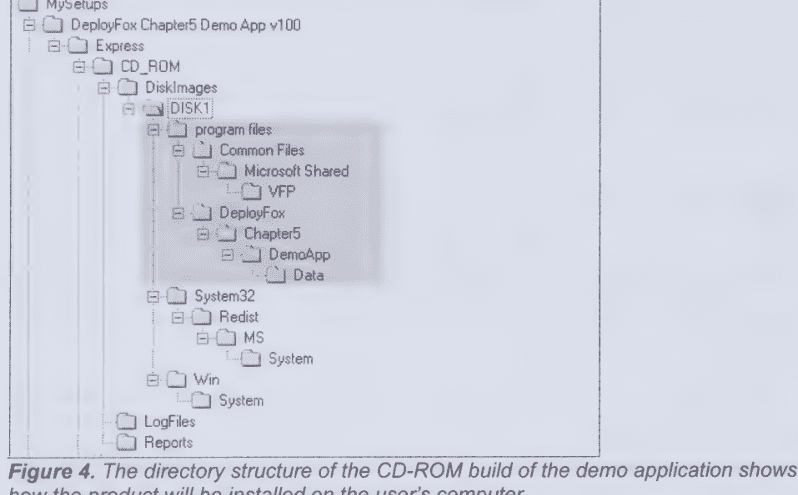 MySetups
DeployFox Chapter5 Demo App v100
Express
CD_ROM
DiskImages
DISK1
program files
Common Files
Microsoft Shared
VFP
DeployFox
Chapter5
DemoApp
Data
System32
Redist
MS
System
Win
System
LogFiles
Reports
Figure 4. The directory structure of the CD-ROM build of the demo application shows
how the product will be installed on the user's computer.